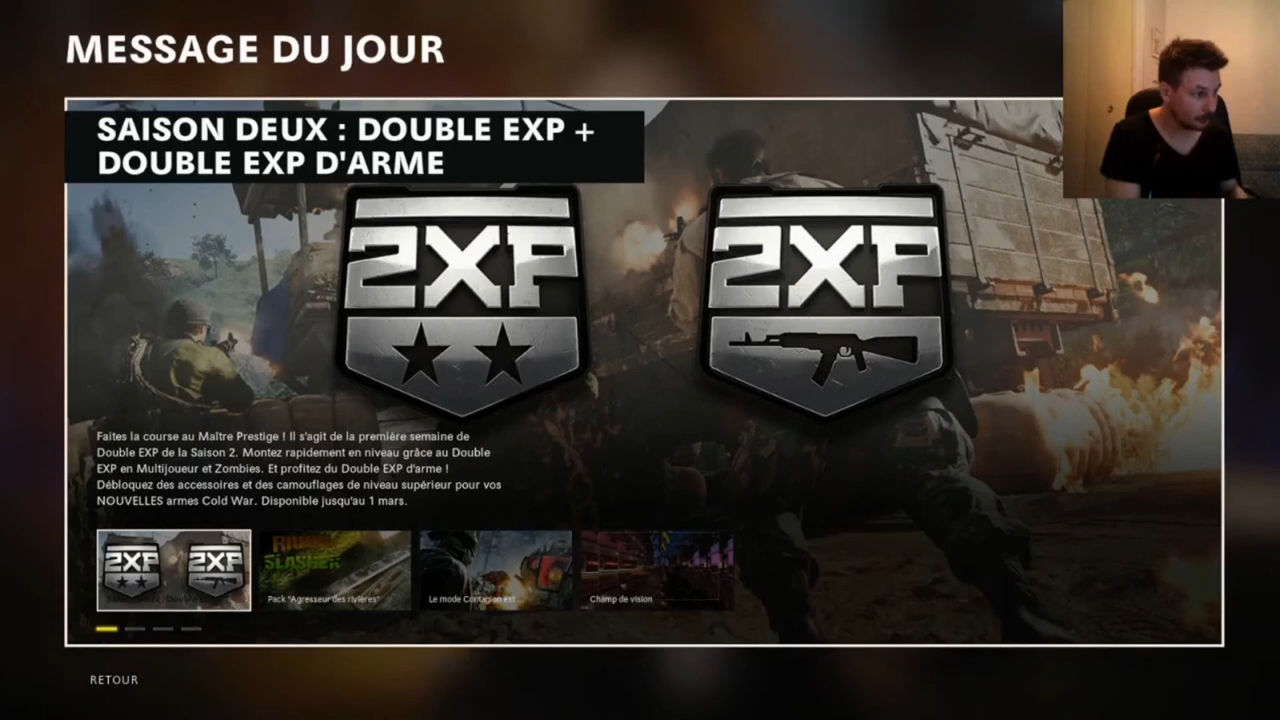 MESSAGE DU JOUR
SAISON DEUX : DOUBLE EXP +
DOUBLE EXP D'ARME
2XP
2XP
Faites la course au Maître Prestige ! Il s'agit de la première semaine de
Double EXP de la Saison 2. Montez rapidement en niveau grâce au Double
EXP en Multijoueur et Zombies. Et profitez du Double EXP d'arme !
Débloquez des accessoires et des camouflages de niveau supérieur pour vos
NOUVELLES armes Cold War. Disponible jusqu'au 1 mars.
2XP
2XP
SLASHER
Pack "Agresseur des rivières"
Le mode Contagion est
Champ de vision
RETOUR